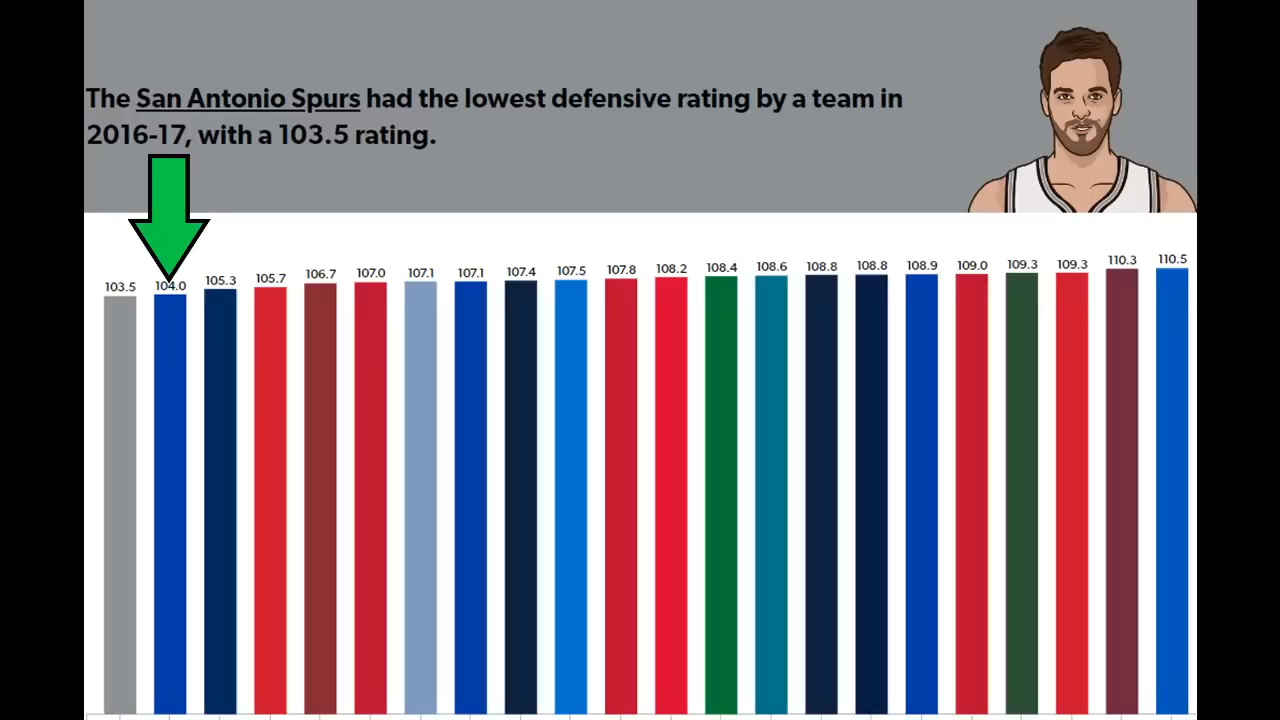 The San Antonio Spurs had the lowest defensive rating by a team in
2016-17, with a 103.5 rating.
103.5 104.0 105.3 105.7 106.7 107.0 107.1 107.1 107.4 107.5 107.8 108.2 108.4 108.6 108.8 108.8 108.9 109.0 109.3 109.3 110.3 110.5